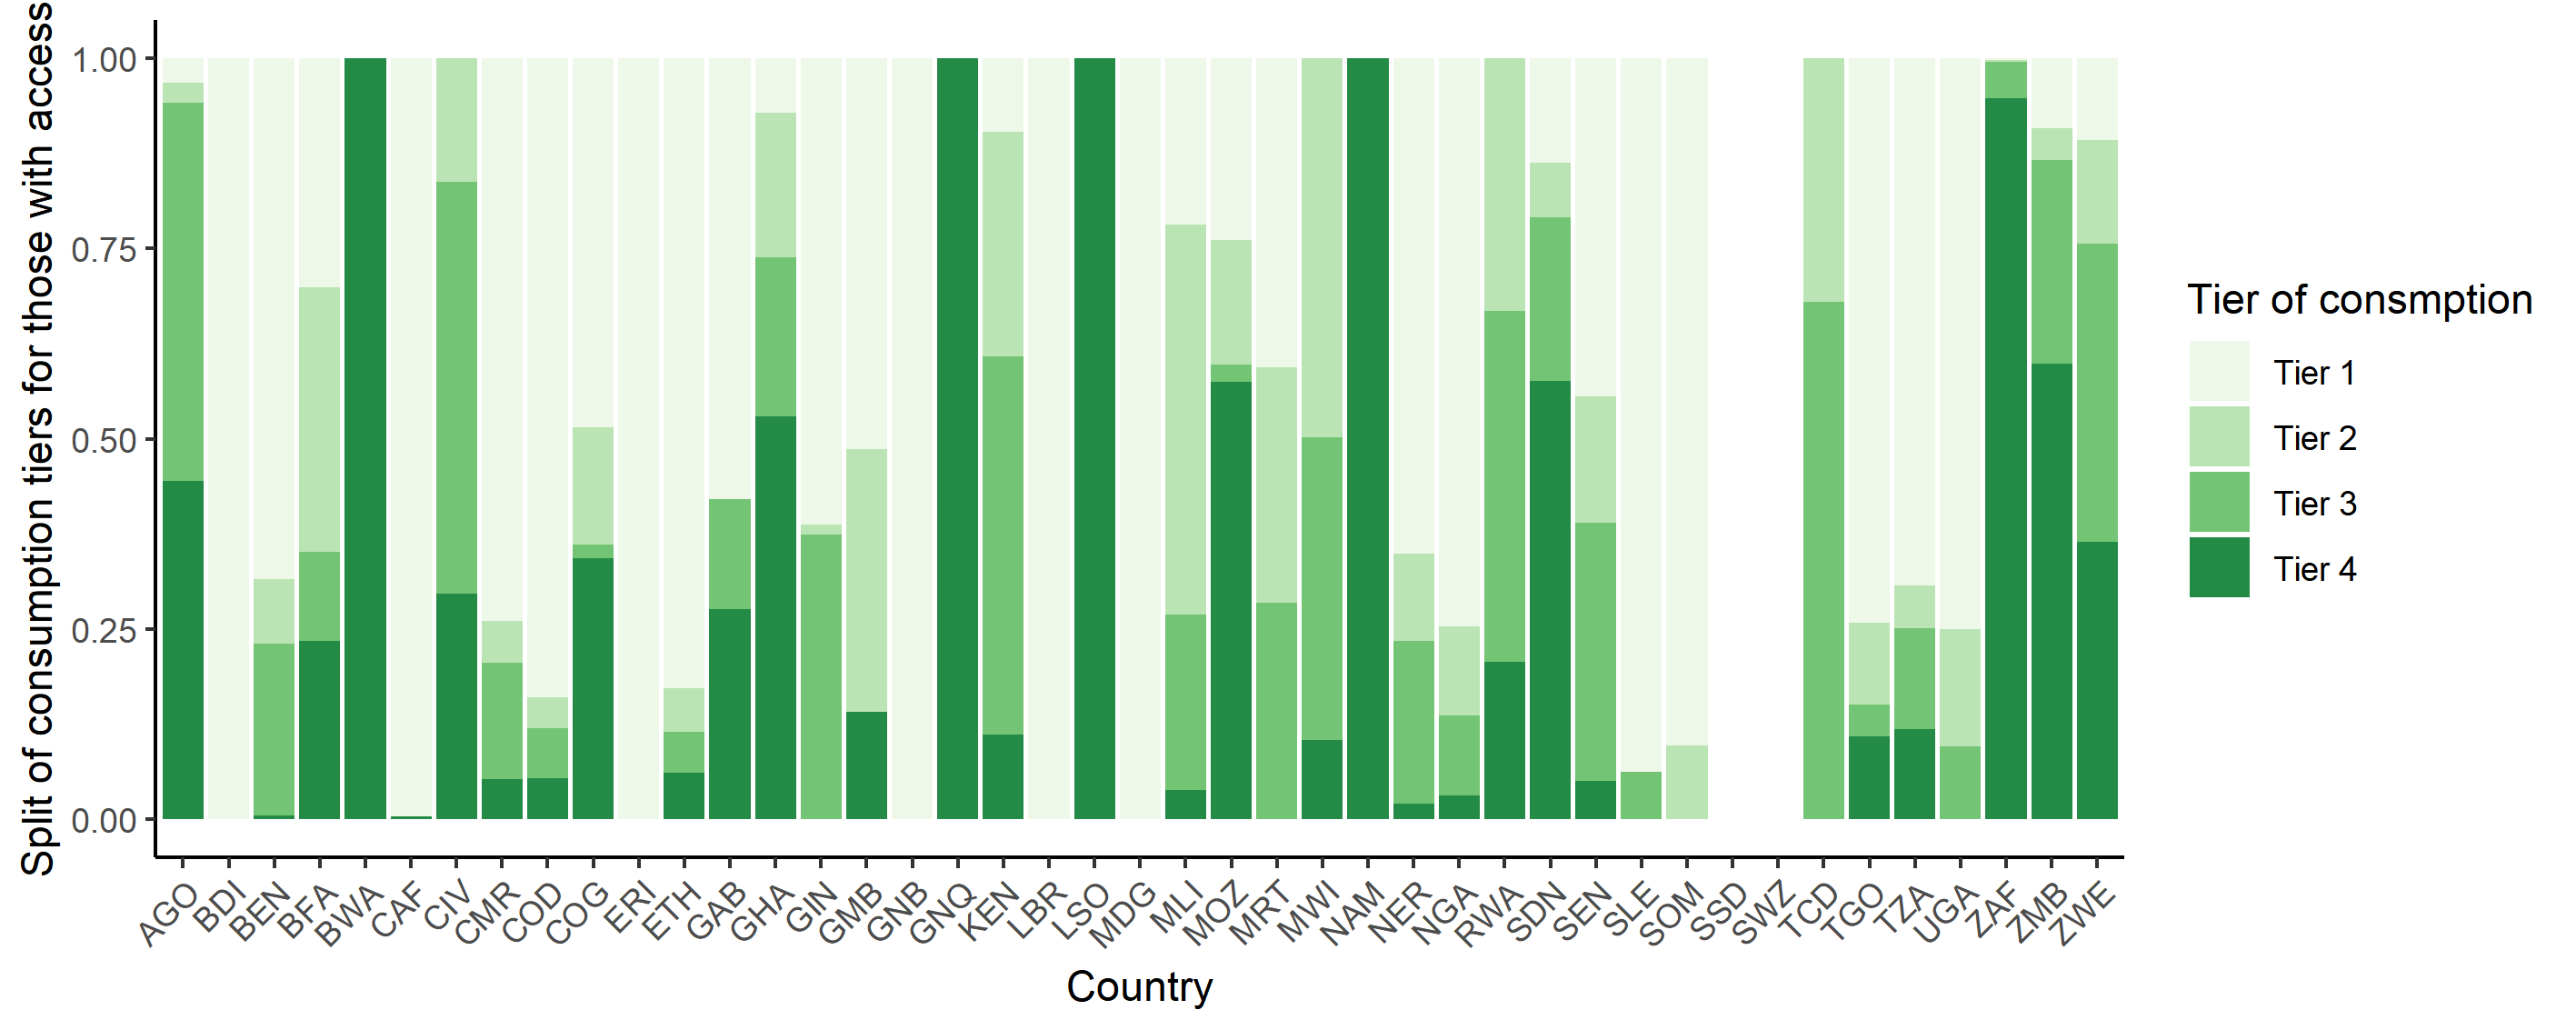 Split of consumption tiers for those with access
1.00
0.75
0.50
0.25
0.00
AGO
BDI
BEN
BFA
BWA
CAF
CIV
CMR
COD
COG
ERI
ETH
GAB
GHA
GIN
GMB
GNB
GNQ
KEN
LBR
LSO
MDG
MLI
MOZ
MRT
MWI
NAM
NER
NGA
RWA
SDN
SEN
SLE
SOM
SSD
SWZ
TCD
TGO
TZA
UGA
ZAF
ZMB
ZWE
Country
Tier of consmption
Tier 1
Tier 2
Tier 3
Tier 4